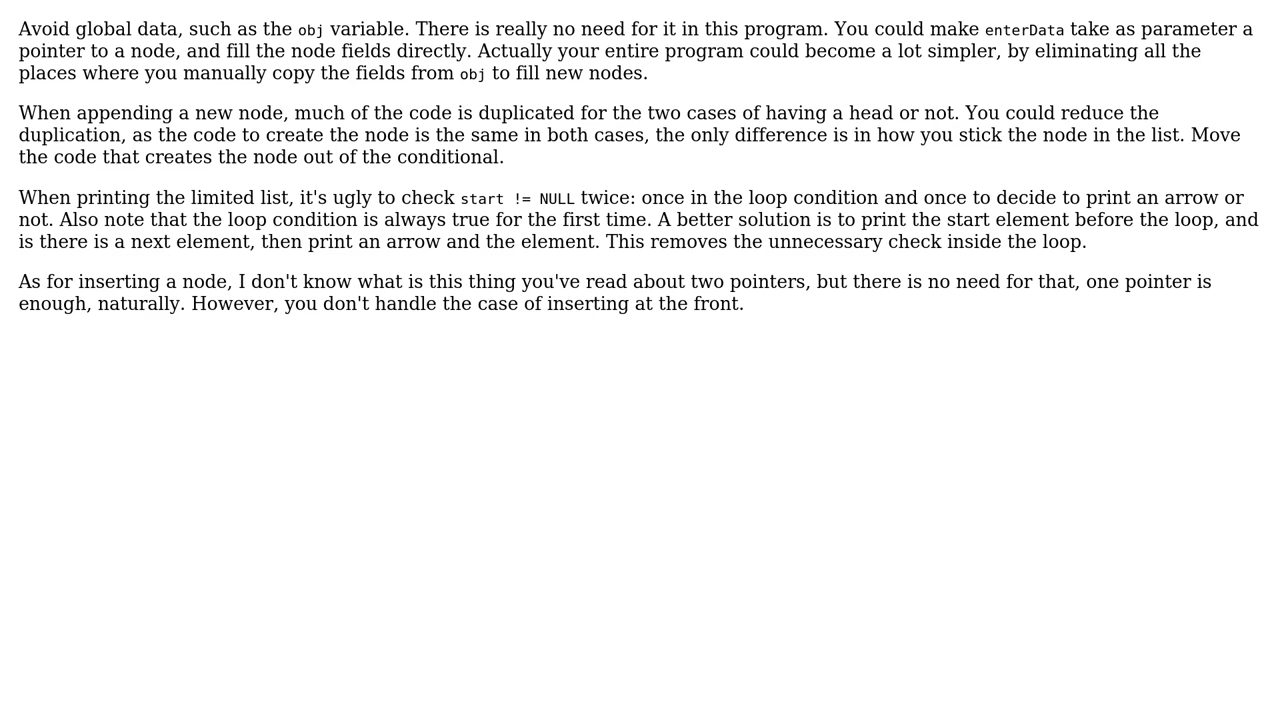 Avoid global data, such as the obj variable. There is really no need for it in this program. You could make enterData take as parameter a
pointer to a node, and fill the node fields directly. Actually your entire program could become a lot simpler, by eliminating all the
places where you manually copy the fields from obj to fill new nodes.
When appending a new node, much of the code is duplicated for the two cases of having a head or not. You could reduce the
duplication, as the code to create the node is the same in both cases, the only difference is in how you stick the node in the list. Move
the code that creates the node out of the conditional.
When printing the limited list, it's ugly to check start != NULL twice: once in the loop condition and once to decide to print an arrow or
not. Also note that the loop condition is always true for the first time. A better solution is to print the start element before the loop, and
is there is a next element, then print an arrow and the element. This removes the unnecessary check inside the loop.
As for inserting a node, I don't know what is this thing you've read about two pointers, but there is no need for that, one pointer is
enough, naturally. However, you don't handle the case of inserting at the front.